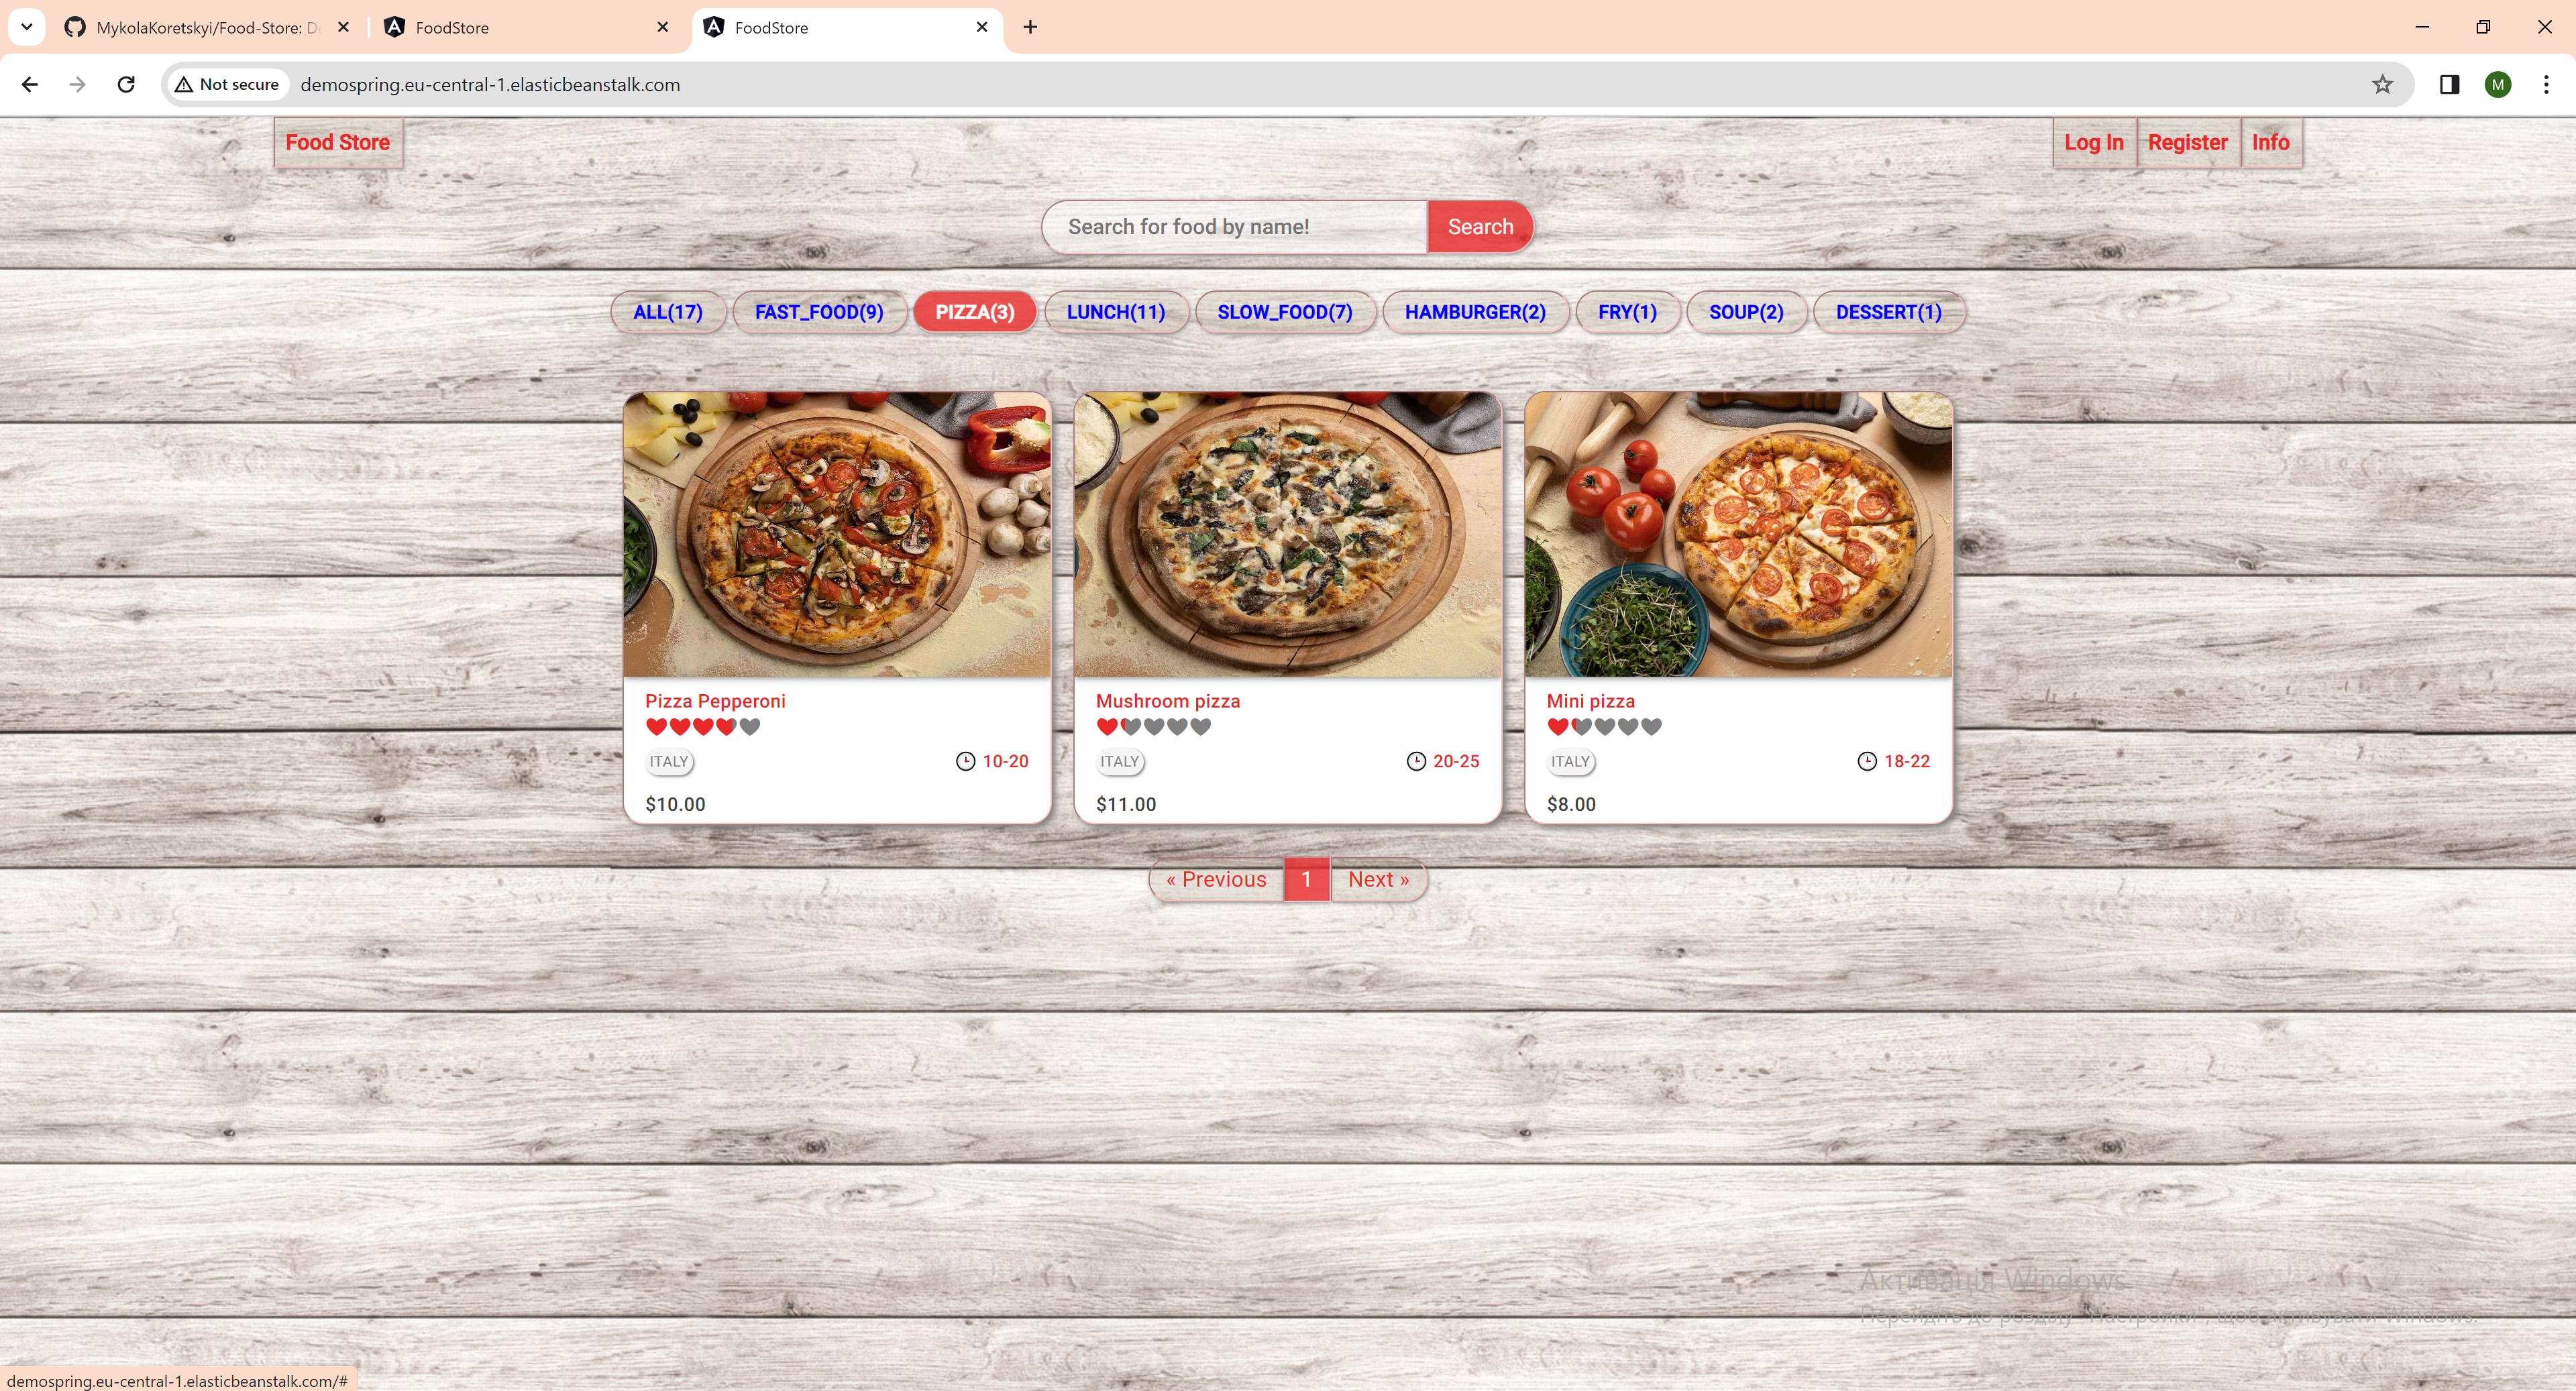 MykolaKoretskyi/Food-Store: D
FoodStore
FoodStore
Not secure
demospring.eu-central-1.elasticbeanstalk.com
M
Food Store
Log In
Register
Info
Search for food by name!
Search
ALL(17)
FAST_FOOD(9)
PIZZA(3)
LUNCH(11)
SLOW_FOOD(7)
HAMBURGER(2)
FRY(1)
SOUP(2)
DESSERT(1)
Pizza Pepperoni
ITALY
10-20
$10.00
Mushroom pizza
ITALY
20-25
$11.00
Mini pizza
ITALY
18-22
$8.00
« Previous
1
Next »
Активація Windows
Перейдіть до розділу "Настройки", щоб активувати Windows.
demospring.eu-central-1.elasticbeanstalk.com/#